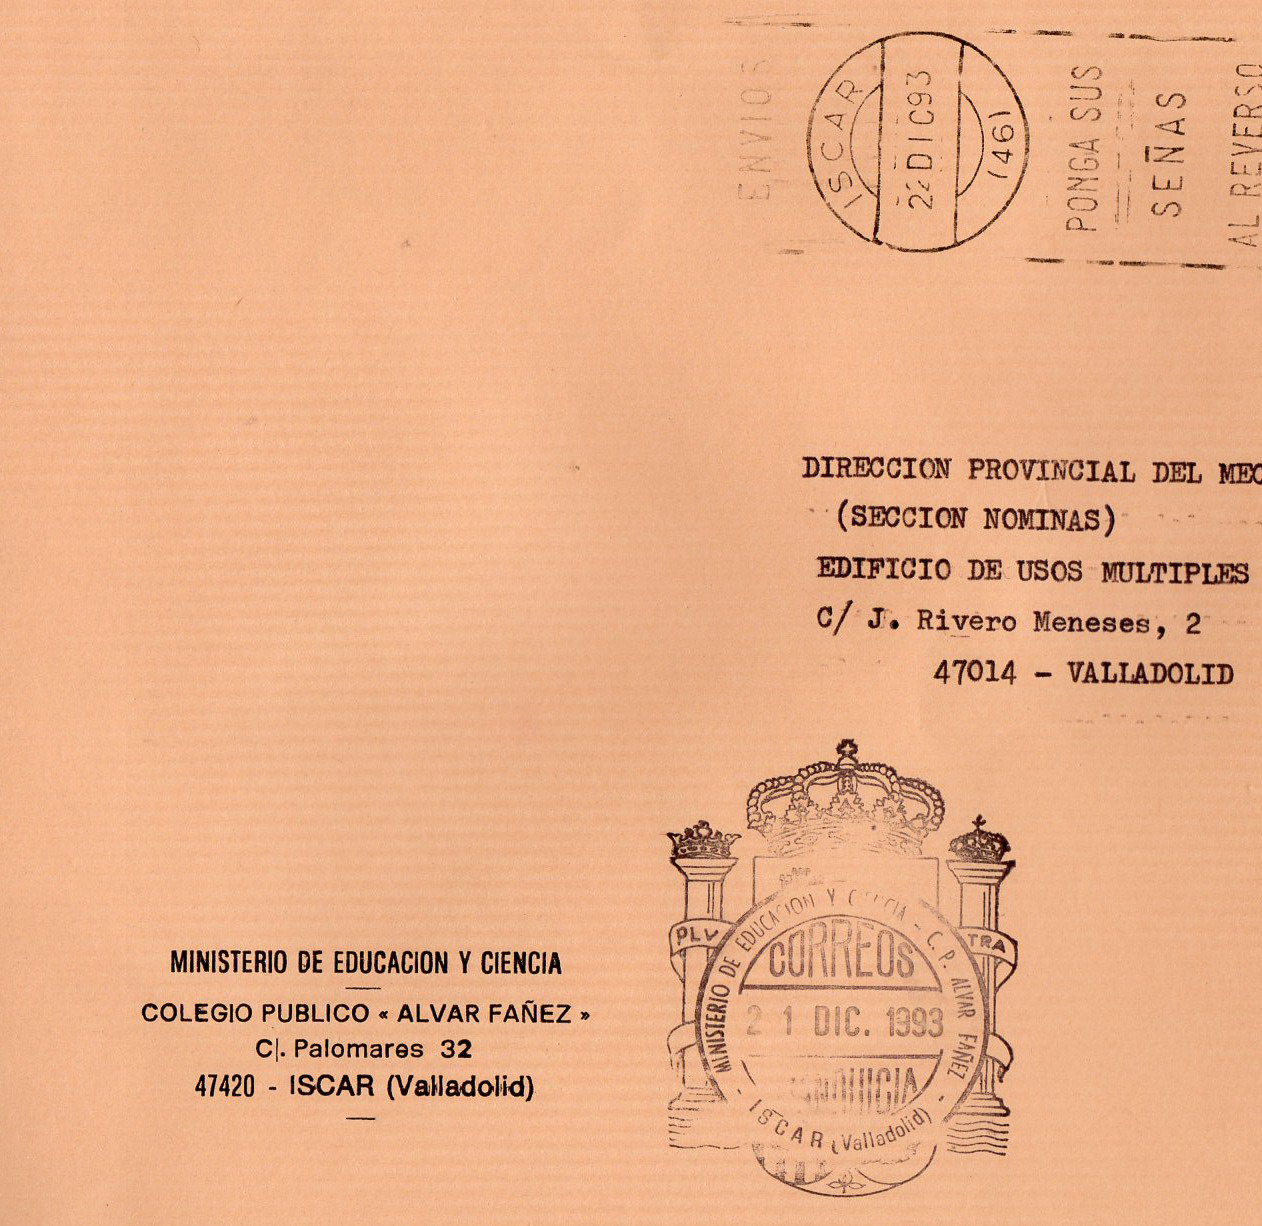 ENVIOS
ISCAR
22 DIC 93
(461)
PONGA SUS
SEÑAS
AL REVERSO
DIRECCION PROVINCIAL DEL MEC
(SECCION NOMINAS)
EDIFICIO DE USOS MULTIPLES
C/ J. Rivero Meneses, 2
47014 - VALLADOLID
MINISTERIO DE EDUCACION Y CIENCIA
COLEGIO PUBLICO « ALVAR FAÑEZ »
C|. Palomares 32
47420 - ISCAR (Valladolid)
PLV
TRA
MINISTERIO DE EDUCACION Y CIENCIA - C.P. ALVAR FAÑEZ
CORREOS
21 DIC. 1993
- ISCAR (Valladolid) -